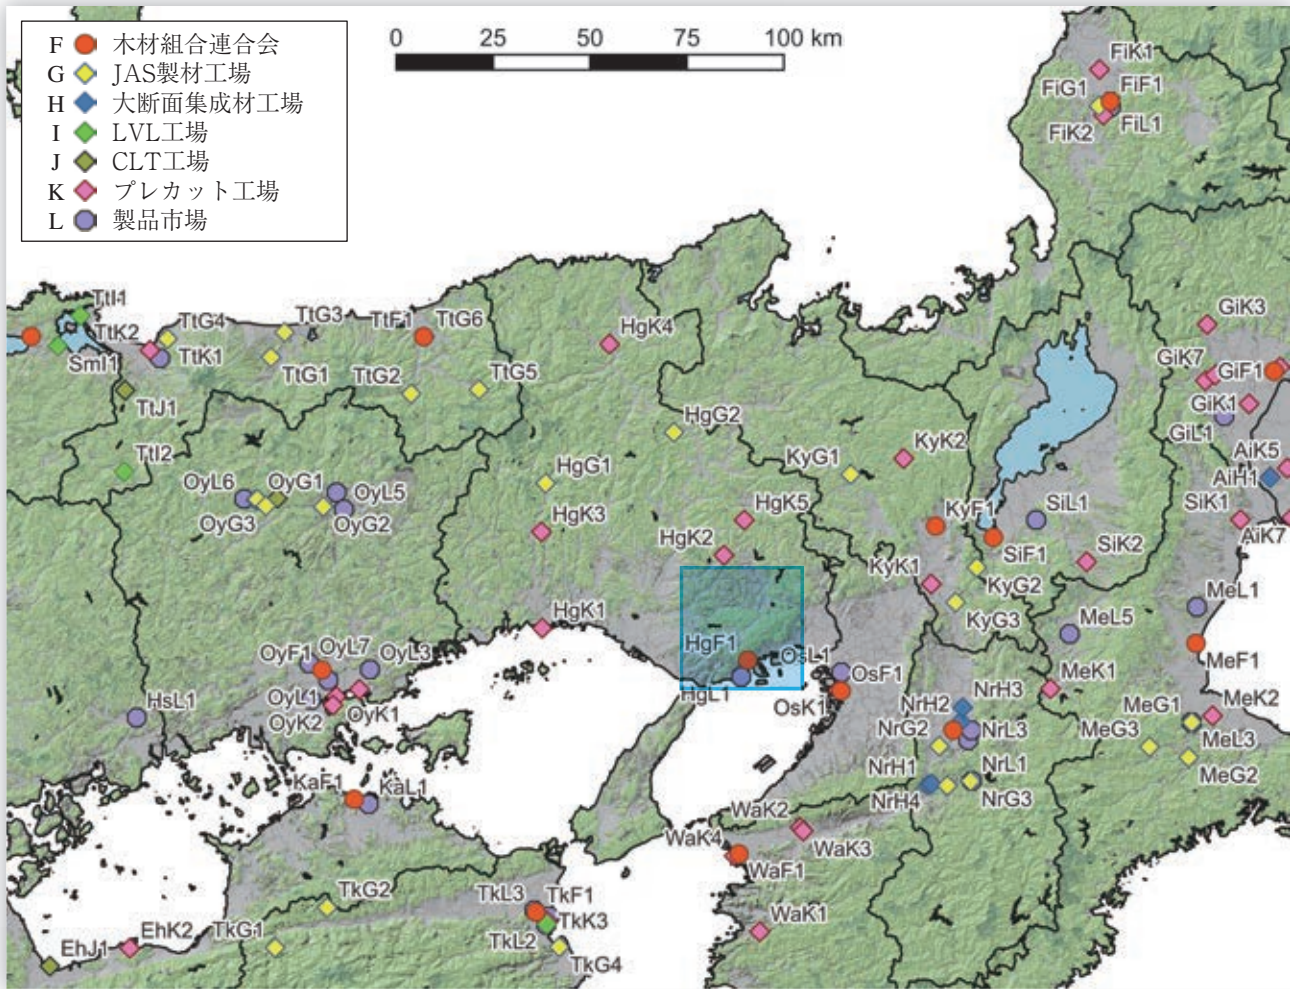 F 木材組合連合会
G JAS製材工場
H 大断面集成材工場
I LVL工場
J CLT工場
K プレカット工場
L 製品市場
0 25 50 75 100 km
FiK1
FiG1 FiF1
FiK2 FiL1
TtI1
TtK2 TtG4 TtG3 TtF1 TtG6
SmI1 TtK1
TtG1 TtG2 TtG5
TtJ1
HgK4
GiK3
GiK7 GiF1
GiK1
GiL1
TtI2
HgG2
KyG1 KyK2
AiK5
AiH1
OyL6 OyG1 OyL5
OyG3 OyG2
HgG1
HgK3
HgK5
HgK2
KyF1 SiL1 SiK1
AiK7
SiF1 SiK2
KyK1 KyG2
KyG3
MeL1
MeL5
HgK1
HgF1 OsL1
HgL1
OsF1
OsK1
MeF1
MeK1
OyF1 OyL7 OyL3
OyL1
OyK2 OyK1
HsL1
NrH3
NrH2
NrG2 NrL3
NrH1 NrL1
NrH4 NrG3
MeG1 MeK2
MeG3 MeL3
MeG2
KaF1 KaL1
WaK2
WaK4 WaK3
WaF1
WaK1
TkG2 TkL3 TkF1
TkK3
TkL2
TkG4
EhJ1 EhK2 TkG1